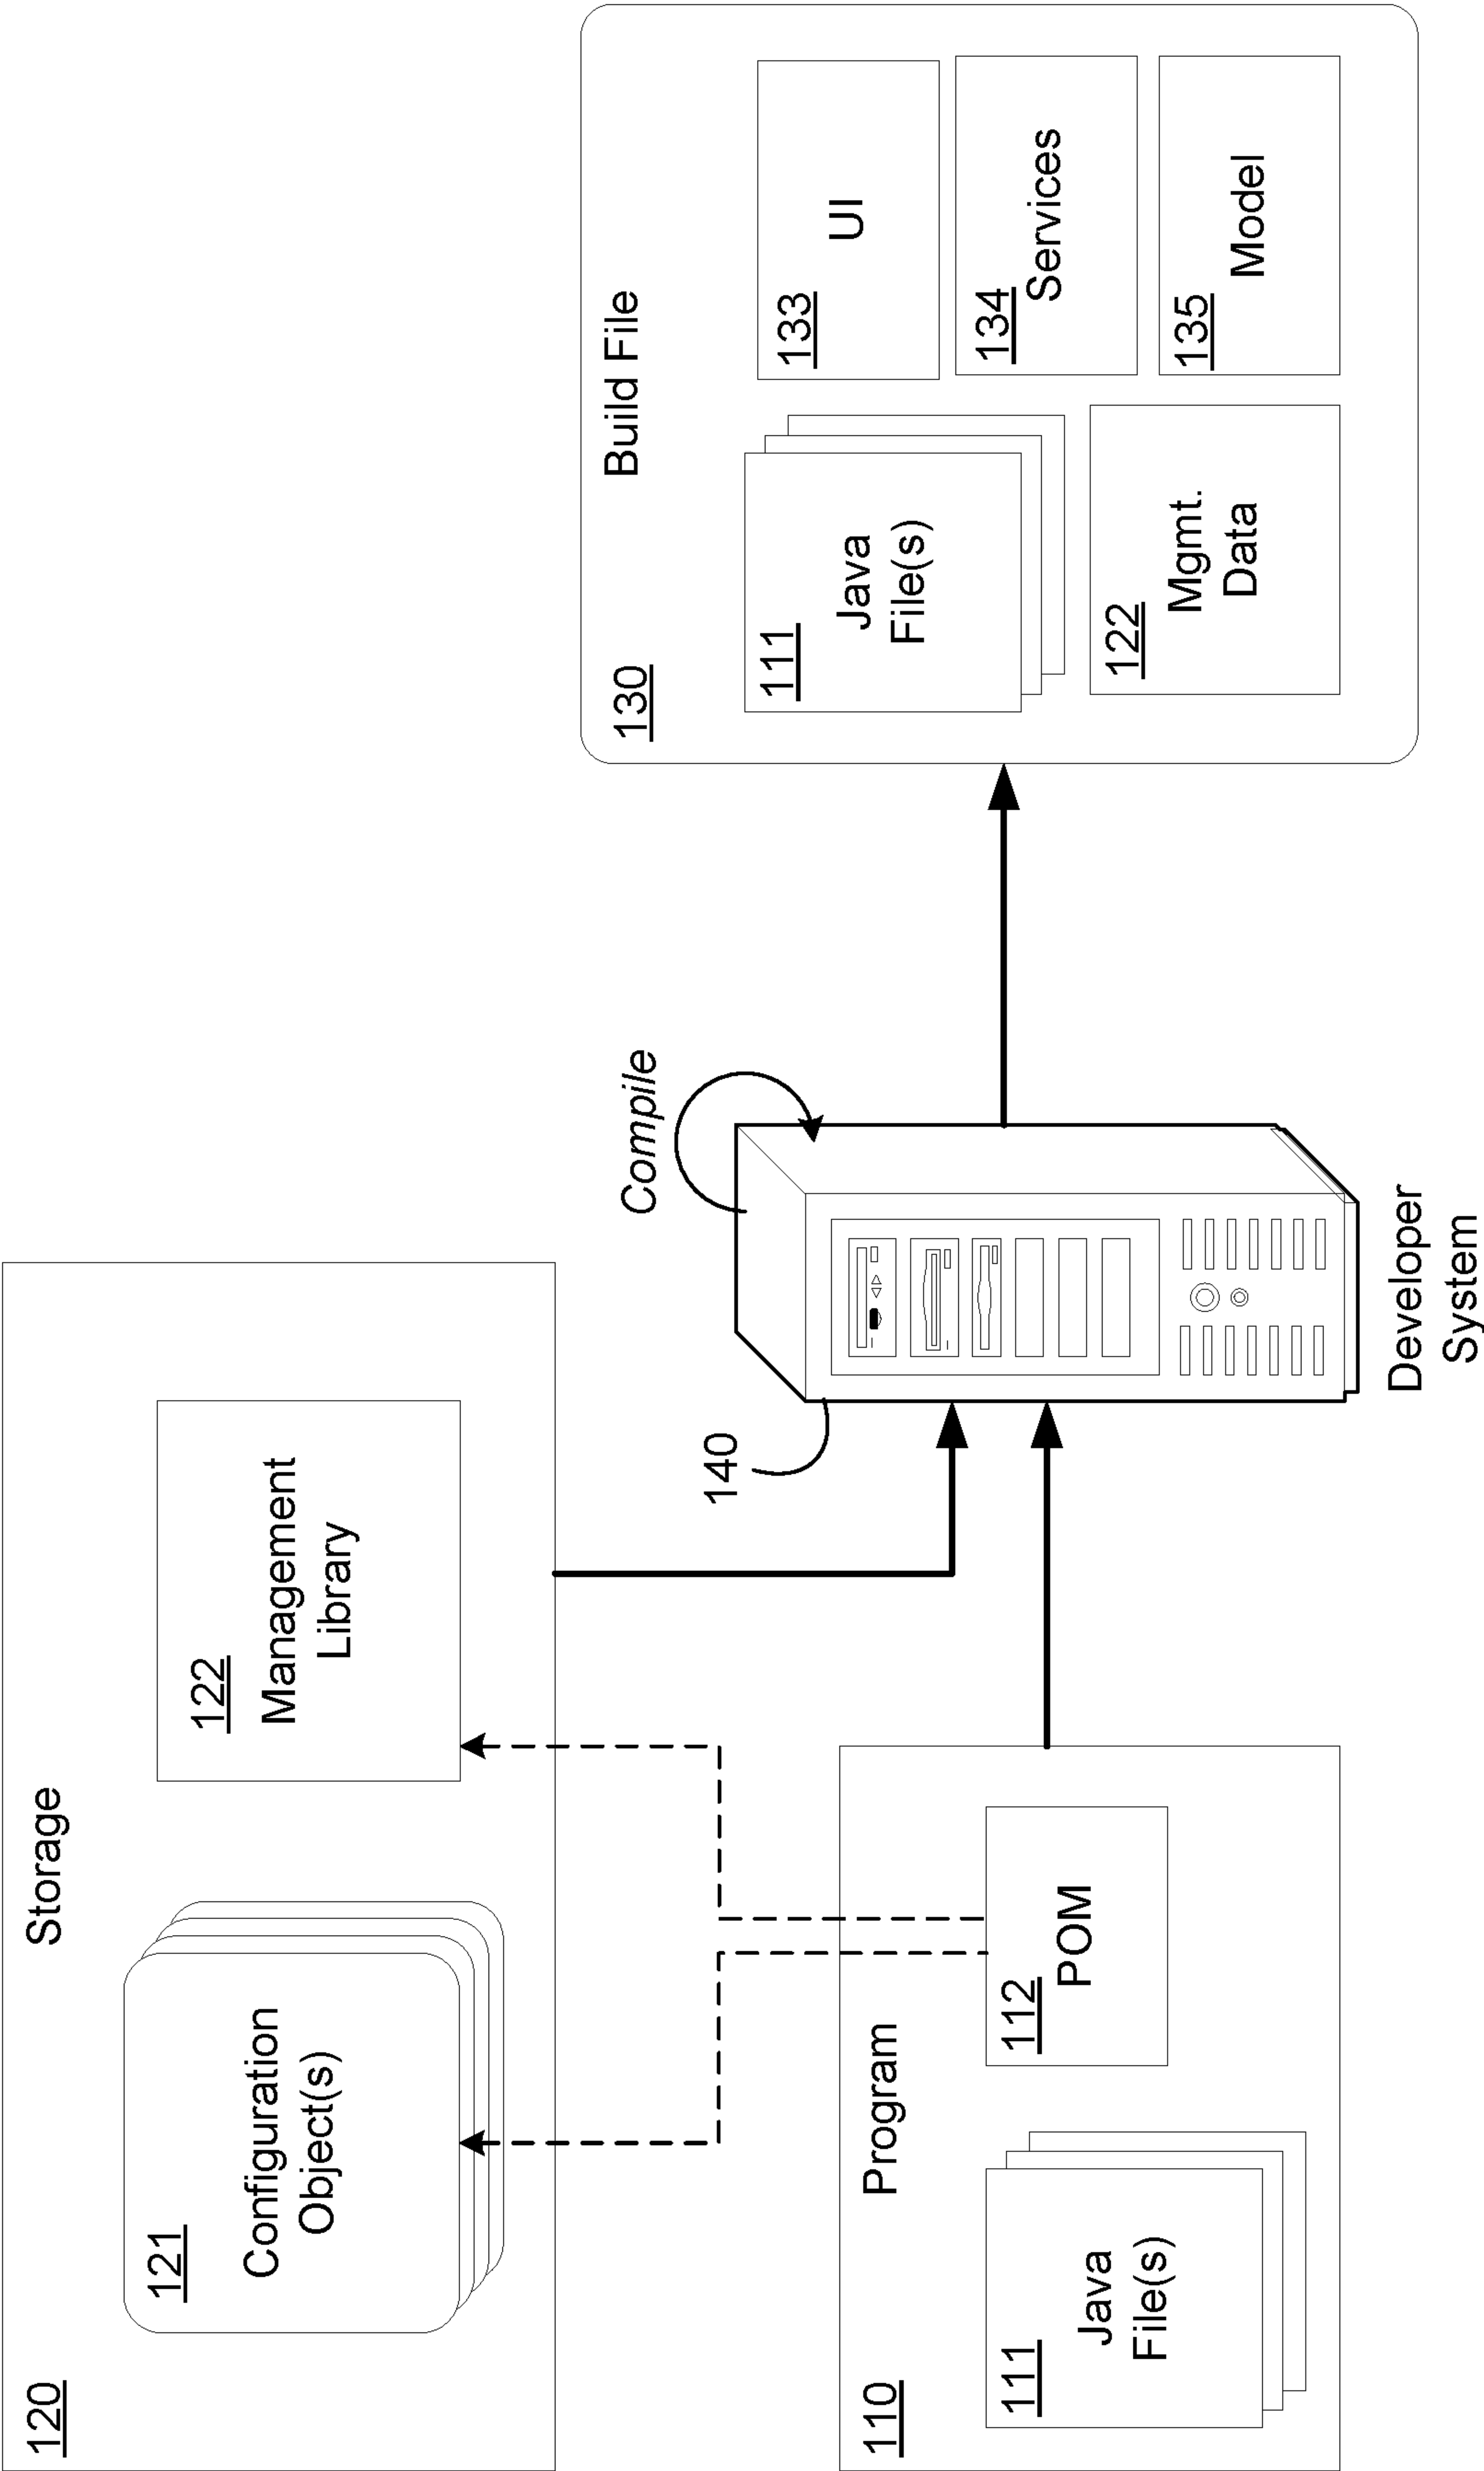 120
Storage
121
Configuration
Object(s)
122
Management
Library
110
Program
111
Java
File(s)
112
POM
140
Compile
Developer
System
130
Build File
111
Java
File(s)
122
Mgmt.
Data
133
UI
134
Services
135
Model